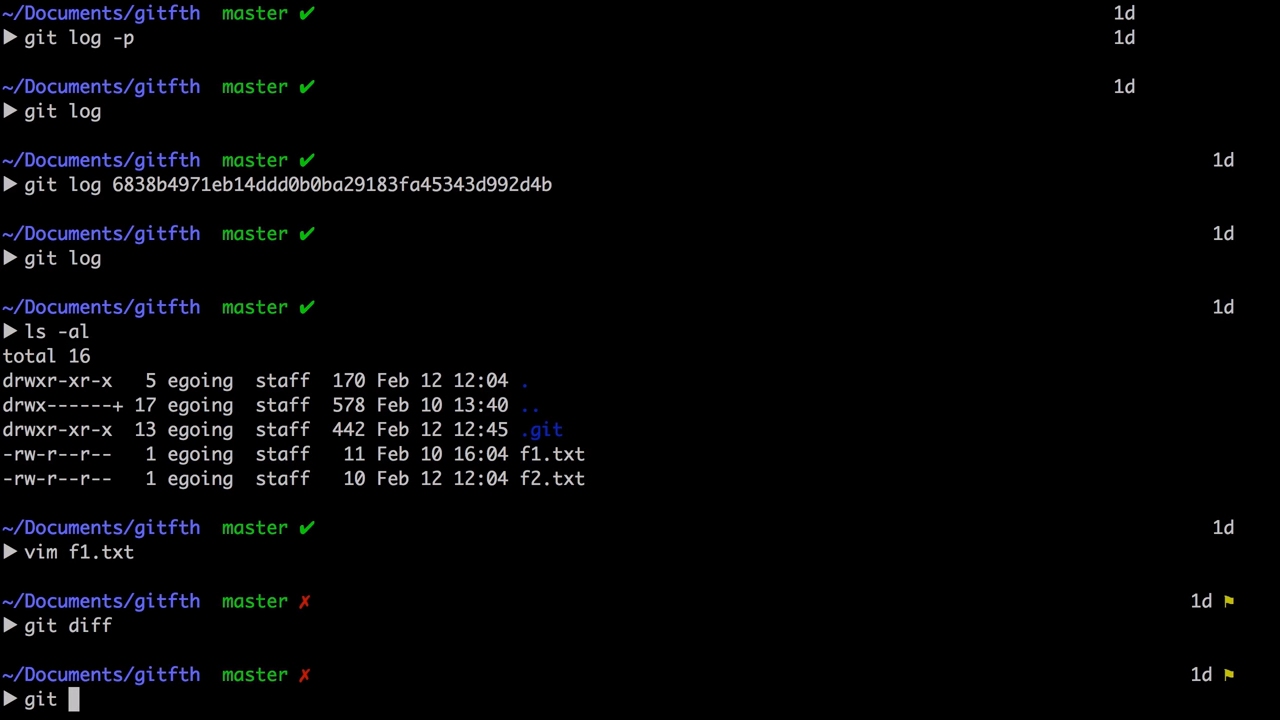 ~/Documents/gitfth master ✔ 1d
▶ git log -p 1d
~/Documents/gitfth master ✔ 1d
▶ git log
~/Documents/gitfth master ✔ 1d
▶ git log 6838b4971eb14ddd0b0ba29183fa45343d992d4b
~/Documents/gitfth master ✔ 1d
▶ git log
~/Documents/gitfth master ✔ 1d
▶ ls -al
total 16
drwxr-xr-x 5 egoing staff 170 Feb 12 12:04 .
drwx------+ 17 egoing staff 578 Feb 10 13:40 ..
drwxr-xr-x 13 egoing staff 442 Feb 12 12:45 .git
-rw-r--r-- 1 egoing staff 11 Feb 10 16:04 f1.txt
-rw-r--r-- 1 egoing staff 10 Feb 12 12:04 f2.txt
~/Documents/gitfth master ✔ 1d
▶ vim f1.txt
~/Documents/gitfth master ✗ 1d ⚑
▶ git diff
~/Documents/gitfth master ✗ 1d ⚑
▶ git